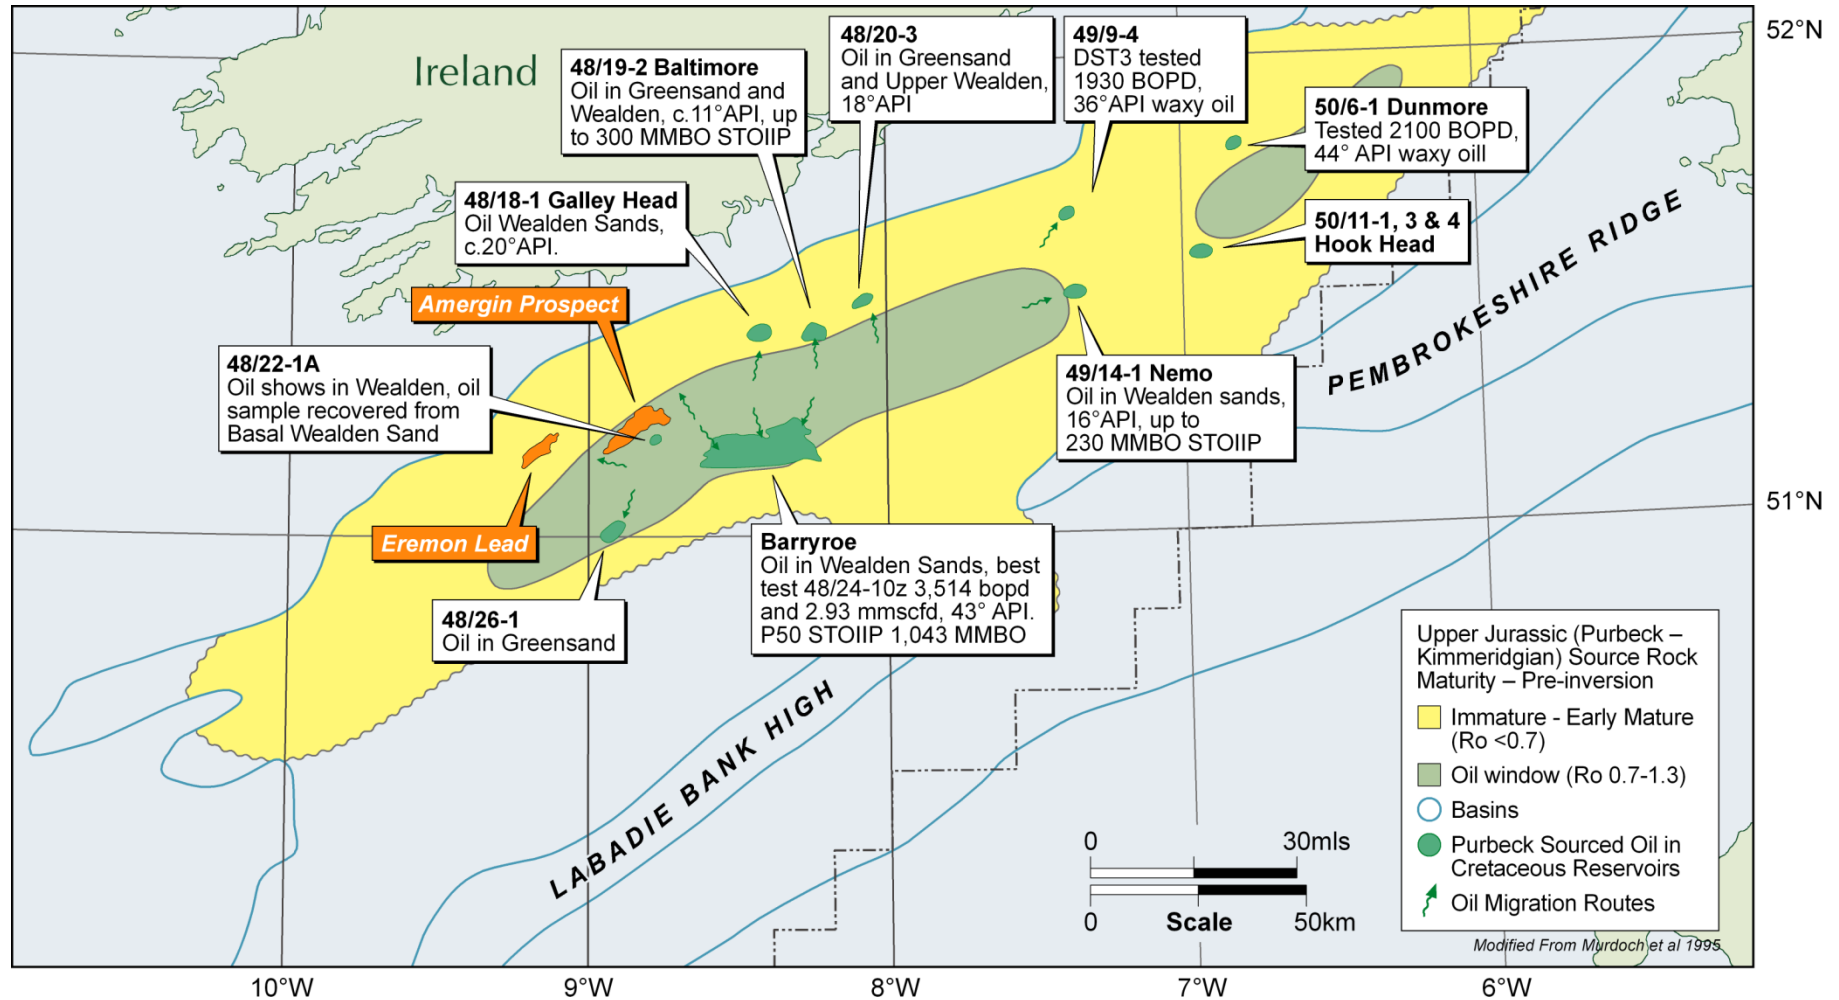 Ireland
48/19-2 Baltimore
Oil in Greensand and
Wealden, c.11°API, up
to 300 MMBO STOIIP
48/20-3
Oil in Greensand
and Upper Wealden,
18°API
49/9-4
DST3 tested
1930 BOPD,
36°API waxy oil
50/6-1 Dunmore
Tested 2100 BOPD,
44° API waxy oill
52°N
48/18-1 Galley Head
Oil Wealden Sands,
c.20°API.
50/11-1, 3 & 4
Hook Head
Amergin Prospect
PEMBROKESHIRE RIDGE
48/22-1A
Oil shows in Wealden, oil
sample recovered from
Basal Wealden Sand
49/14-1 Nemo
Oil in Wealden sands,
16°API, up to
230 MMBO STOIIP
51°N
Eremon Lead
Barryroe
Oil in Wealden Sands, best
test 48/24-10z 3,514 bopd
and 2.93 mmscfd, 43° API.
P50 STOIIP 1,043 MMBO
48/26-1
Oil in Greensand
LABADIE BANK HIGH
Upper Jurassic (Purbeck –
Kimmeridgian) Source Rock
Maturity – Pre-inversion
Immature - Early Mature
(Ro <0.7)
Oil window (Ro 0.7-1.3)
Basins
Purbeck Sourced Oil in
Cretaceous Reservoirs
Oil Migration Routes
0 30mls
0 Scale 50km
Modified From Murdoch et al 1995
10°W 9°W 8°W 7°W 6°W